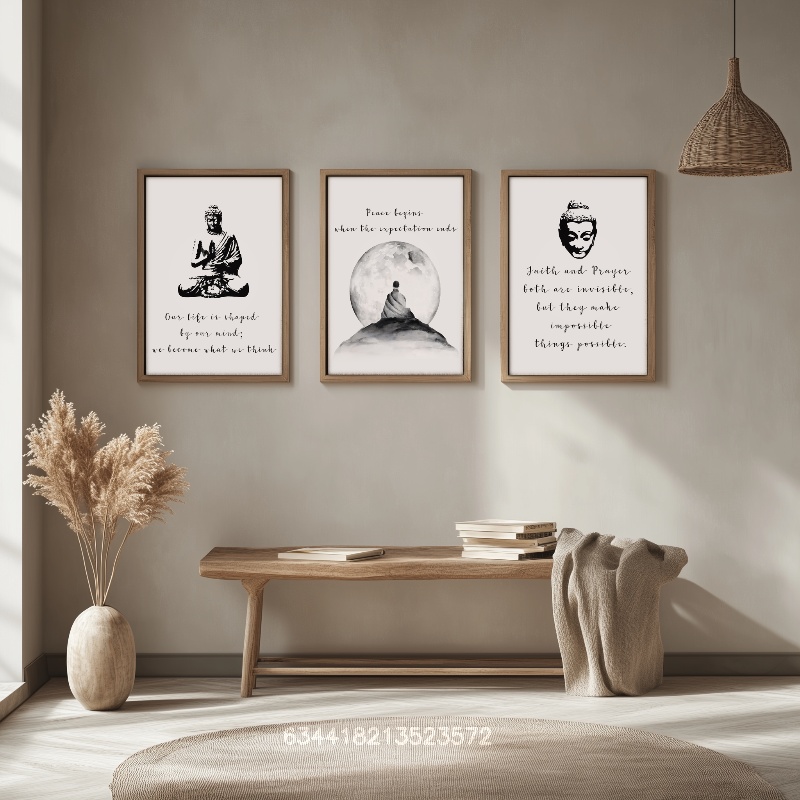 Our life is shaped
by our mind;
we become what we think
Peace begins
when the expectation ends
Faith and Prayer
both are invisible,
but they make
impossible
things possible.
634418213523572